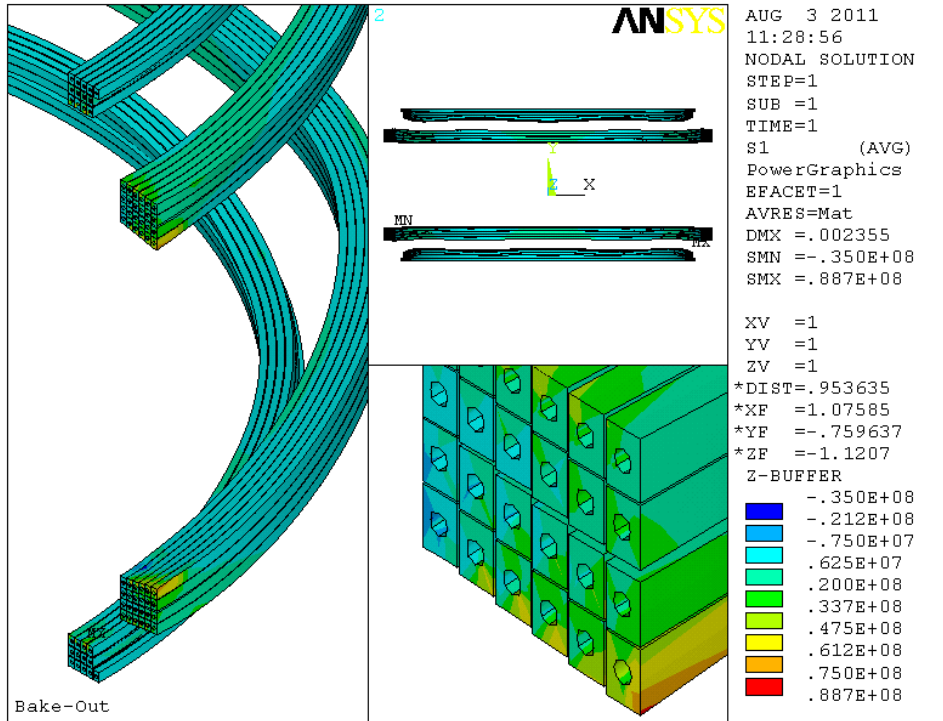 2
ANSYS
Y
Z X
MN
MX
MX
Bake-Out
AUG 3 2011
11:28:56
NODAL SOLUTION
STEP=1
SUB =1
TIME=1
S1 (AVG)
PowerGraphics
EFACET=1
AVRES=Mat
DMX =.002355
SMN =-.350E+08
SMX =.887E+08
XV =1
YV =1
ZV =1
*DIST=.953635
*XF =1.07585
*YF =-.759637
*ZF =-1.1207
Z-BUFFER
-.350E+08
-.212E+08
-.750E+07
.625E+07
.200E+08
.337E+08
.475E+08
.612E+08
.750E+08
.887E+08